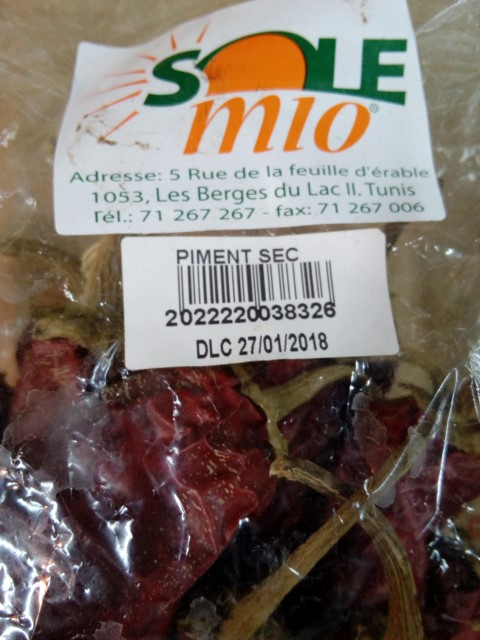 SOLE
mio®
Adresse: 5 Rue de la feuille d'érable
1053, Les Berges du Lac II. Tunis
Tél.: 71 267 267 - fax: 71 267 006
PIMENT SEC
2022220038326
DLC 27/01/2018